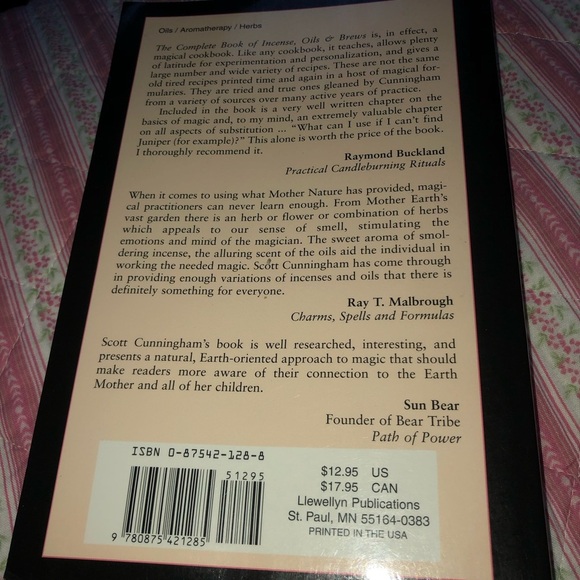 Oils / Aromatherapy / Herbs
The Complete Book of Incense, Oils & Brews is, in effect, a
magical cookbook. Like any cookbook, it teaches, allows plenty
of latitude for experimentation and personalization, and gives a
large number and wide variety of recipes. These are not the same
old tired recipes printed time and again in a host of magical for-
mularies. They are tried and true ones gleaned by Cunningham
from a variety of sources over many active years of practice.
Included in the book is a very well written chapter on the
basics of magic and, to my mind, an extremely valuable chapter
on all aspects of substitution ... "What can I use if I can't find
Juniper (for example)?" This alone is worth the price of the book.
I thoroughly recommend it.
Raymond Buckland
Practical Candleburning Rituals
When it comes to using what Mother Nature has provided, magi-
cal practitioners can never learn enough. From Mother Earth's
vast garden there is an herb or flower or combination of herbs
which appeals to our sense of smell, stimulating the
emotions and mind of the magician. The sweet aroma of smol-
dering incense, the alluring scent of the oils aid the individual in
working the needed magic. Scott Cunningham has come through
in providing enough variations of incenses and oils that there is
definitely something for everyone.
Ray T. Malbrough
Charms, Spells and Formulas
Scott Cunningham's book is well researched, interesting, and
presents a natural, Earth-oriented approach to magic that should
make readers more aware of their connection to the Earth
Mother and all of her children.
Sun Bear
Founder of Bear Tribe
Path of Power
ISBN 0-87542-128-8
51295
9 780875 421285
$12.95 US
$17.95 CAN
Llewellyn Publications
St. Paul, MN 55164-0383
PRINTED IN THE USA